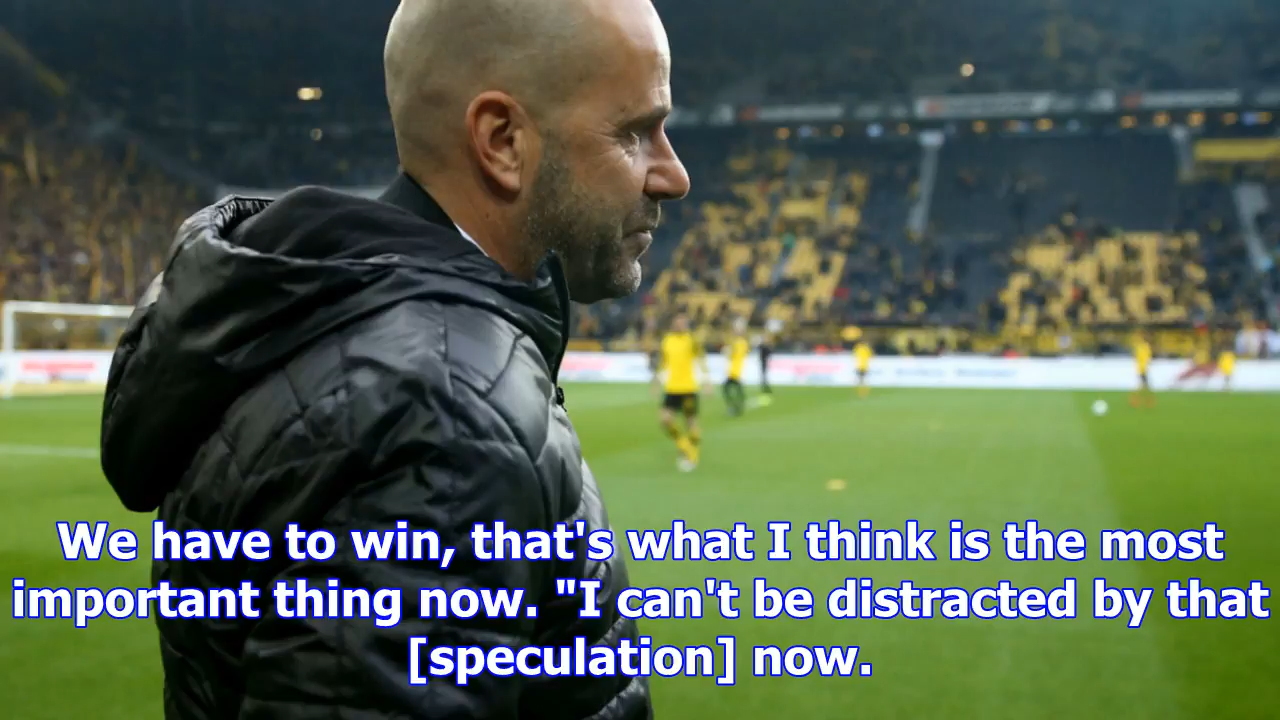 We have to win, that's what I think is the most
important thing now. "I can't be distracted by that
[speculation] now.